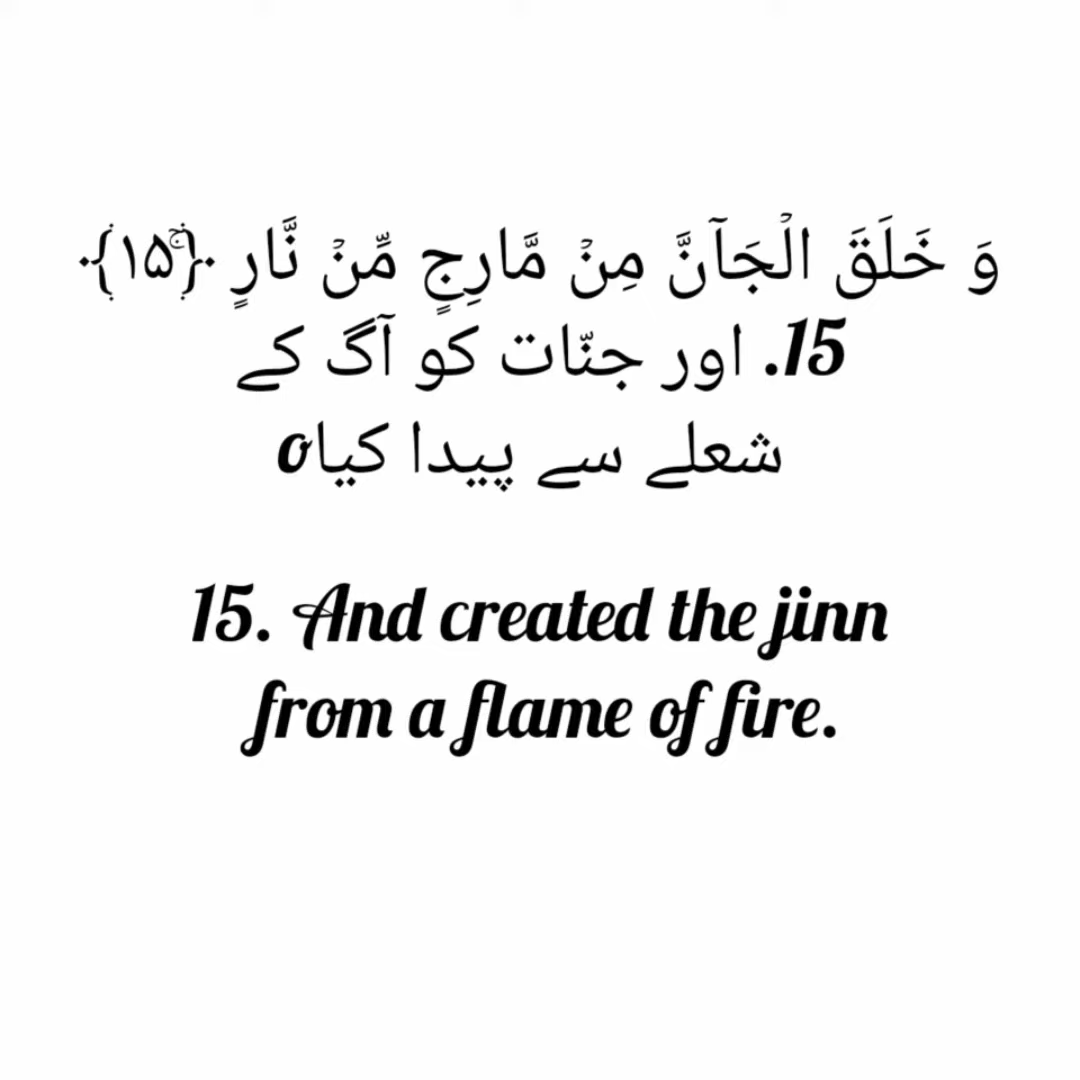 وَ خَلَقَ الۡجَآنَّ مِنۡ مَّارِجٍ مِّنۡ نَّارٍ ﴿ۚ۱۵﴾
15. اور جنّات کو آگ کے
شعلے سے پیدا کیاo
15. And created the jinn
from a flame of fire.